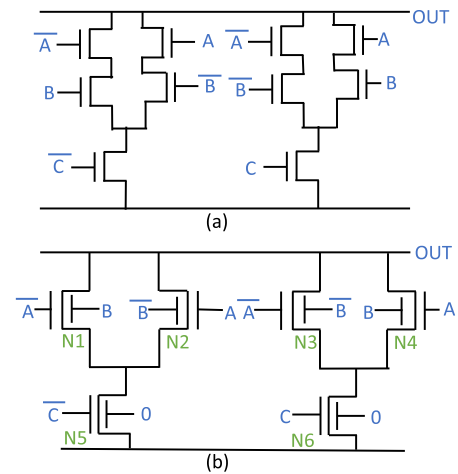 OUT
A̅ A A̅ A
B B̅ B̅ B
C̅ C
(a)
OUT
A̅ B B̅ A A̅ B̅ B A
N1 N2 N3 N4
C̅ 0 C 0
N5 N6
(b)